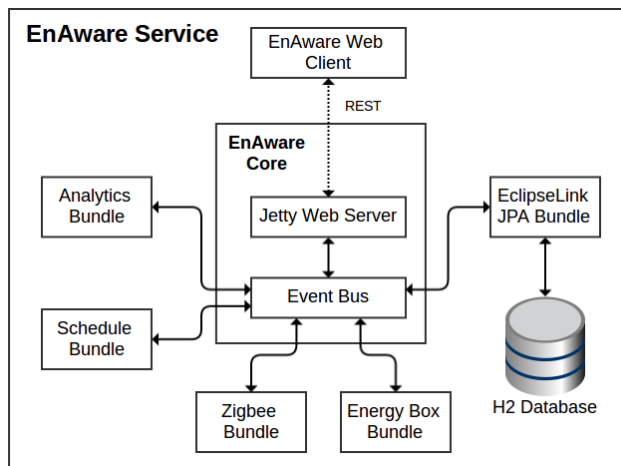 EnAware Service
EnAware Web
Client
REST
EnAware
Core
Analytics
Bundle
Jetty Web Server
EclipseLink
JPA Bundle
Event Bus
Schedule
Bundle
Zigbee
Bundle
Energy Box
Bundle
H2 Database